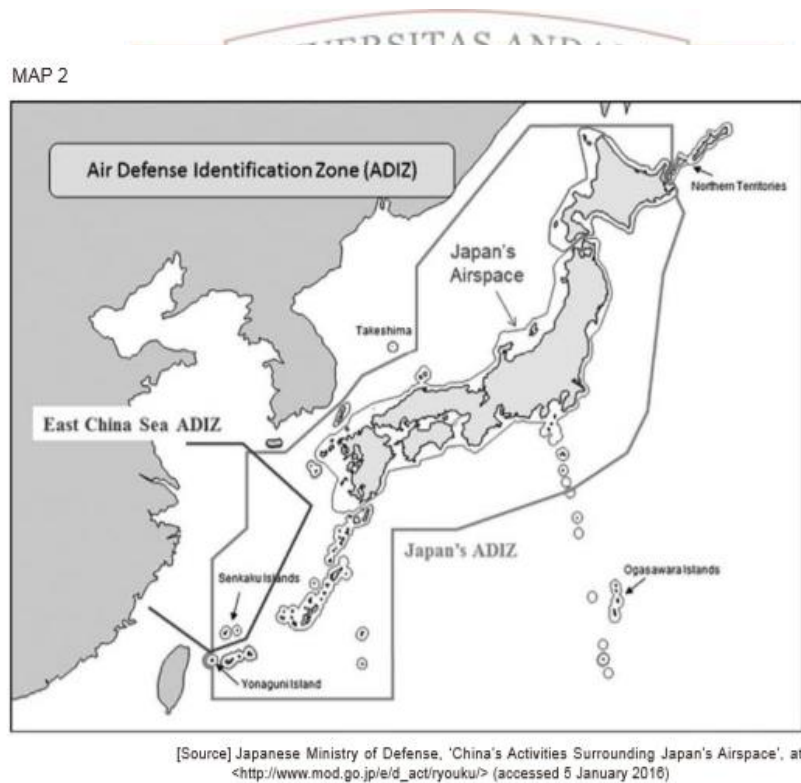 UNIVERSITAS ANDALAS
MAP 2
Air Defense Identification Zone (ADIZ)
Northern Territories
Japan's
Airspace
Takeshima
East China Sea ADIZ
Japan's ADIZ
Senkaku Islands
Ogasawara Islands
Yonaguni Island
[Source] Japanese Ministry of Defense, 'China's Activities Surrounding Japan's Airspace', at
<http://www.mod.go.jp/e/d_act/ryouku/> (accessed 5 January 2016)